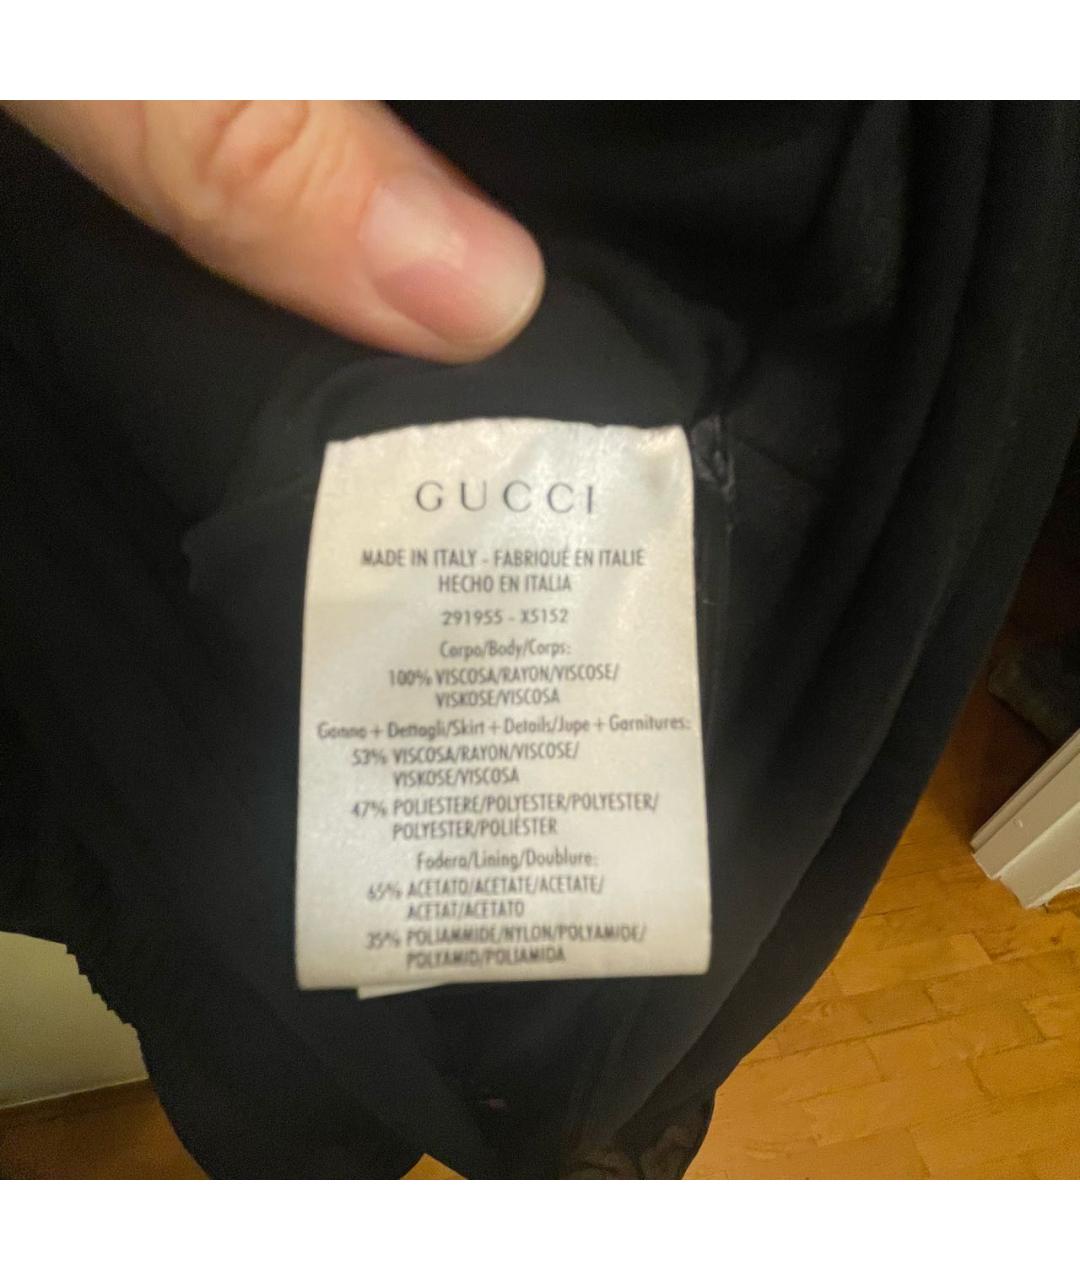 GUCCI
MADE IN ITALY - FABRIQUÉ EN ITALIE
HECHO EN ITALIA
291955 - X5152
Corpo/Body/Corps:
100% VISCOSA/RAYON/VISCOSE/
VISKOSE/VISCOSA
Gonna + Dettagli/Skirt + Details/Jupe + Garnitures:
53% VISCOSA/RAYON/VISCOSE/
VISKOSE/VISCOSA
47% POLIESTERE/POLYESTER/POLYESTER/
POLYESTER/POLIÉSTER
Fodera/Lining/Doublure:
65% ACETATO/ACETATE/ACETATE/
ACETAT/ACETATO
35% POLIAMMIDE/NYLON/POLYAMIDE/
POLYAMID/POLIAMIDA